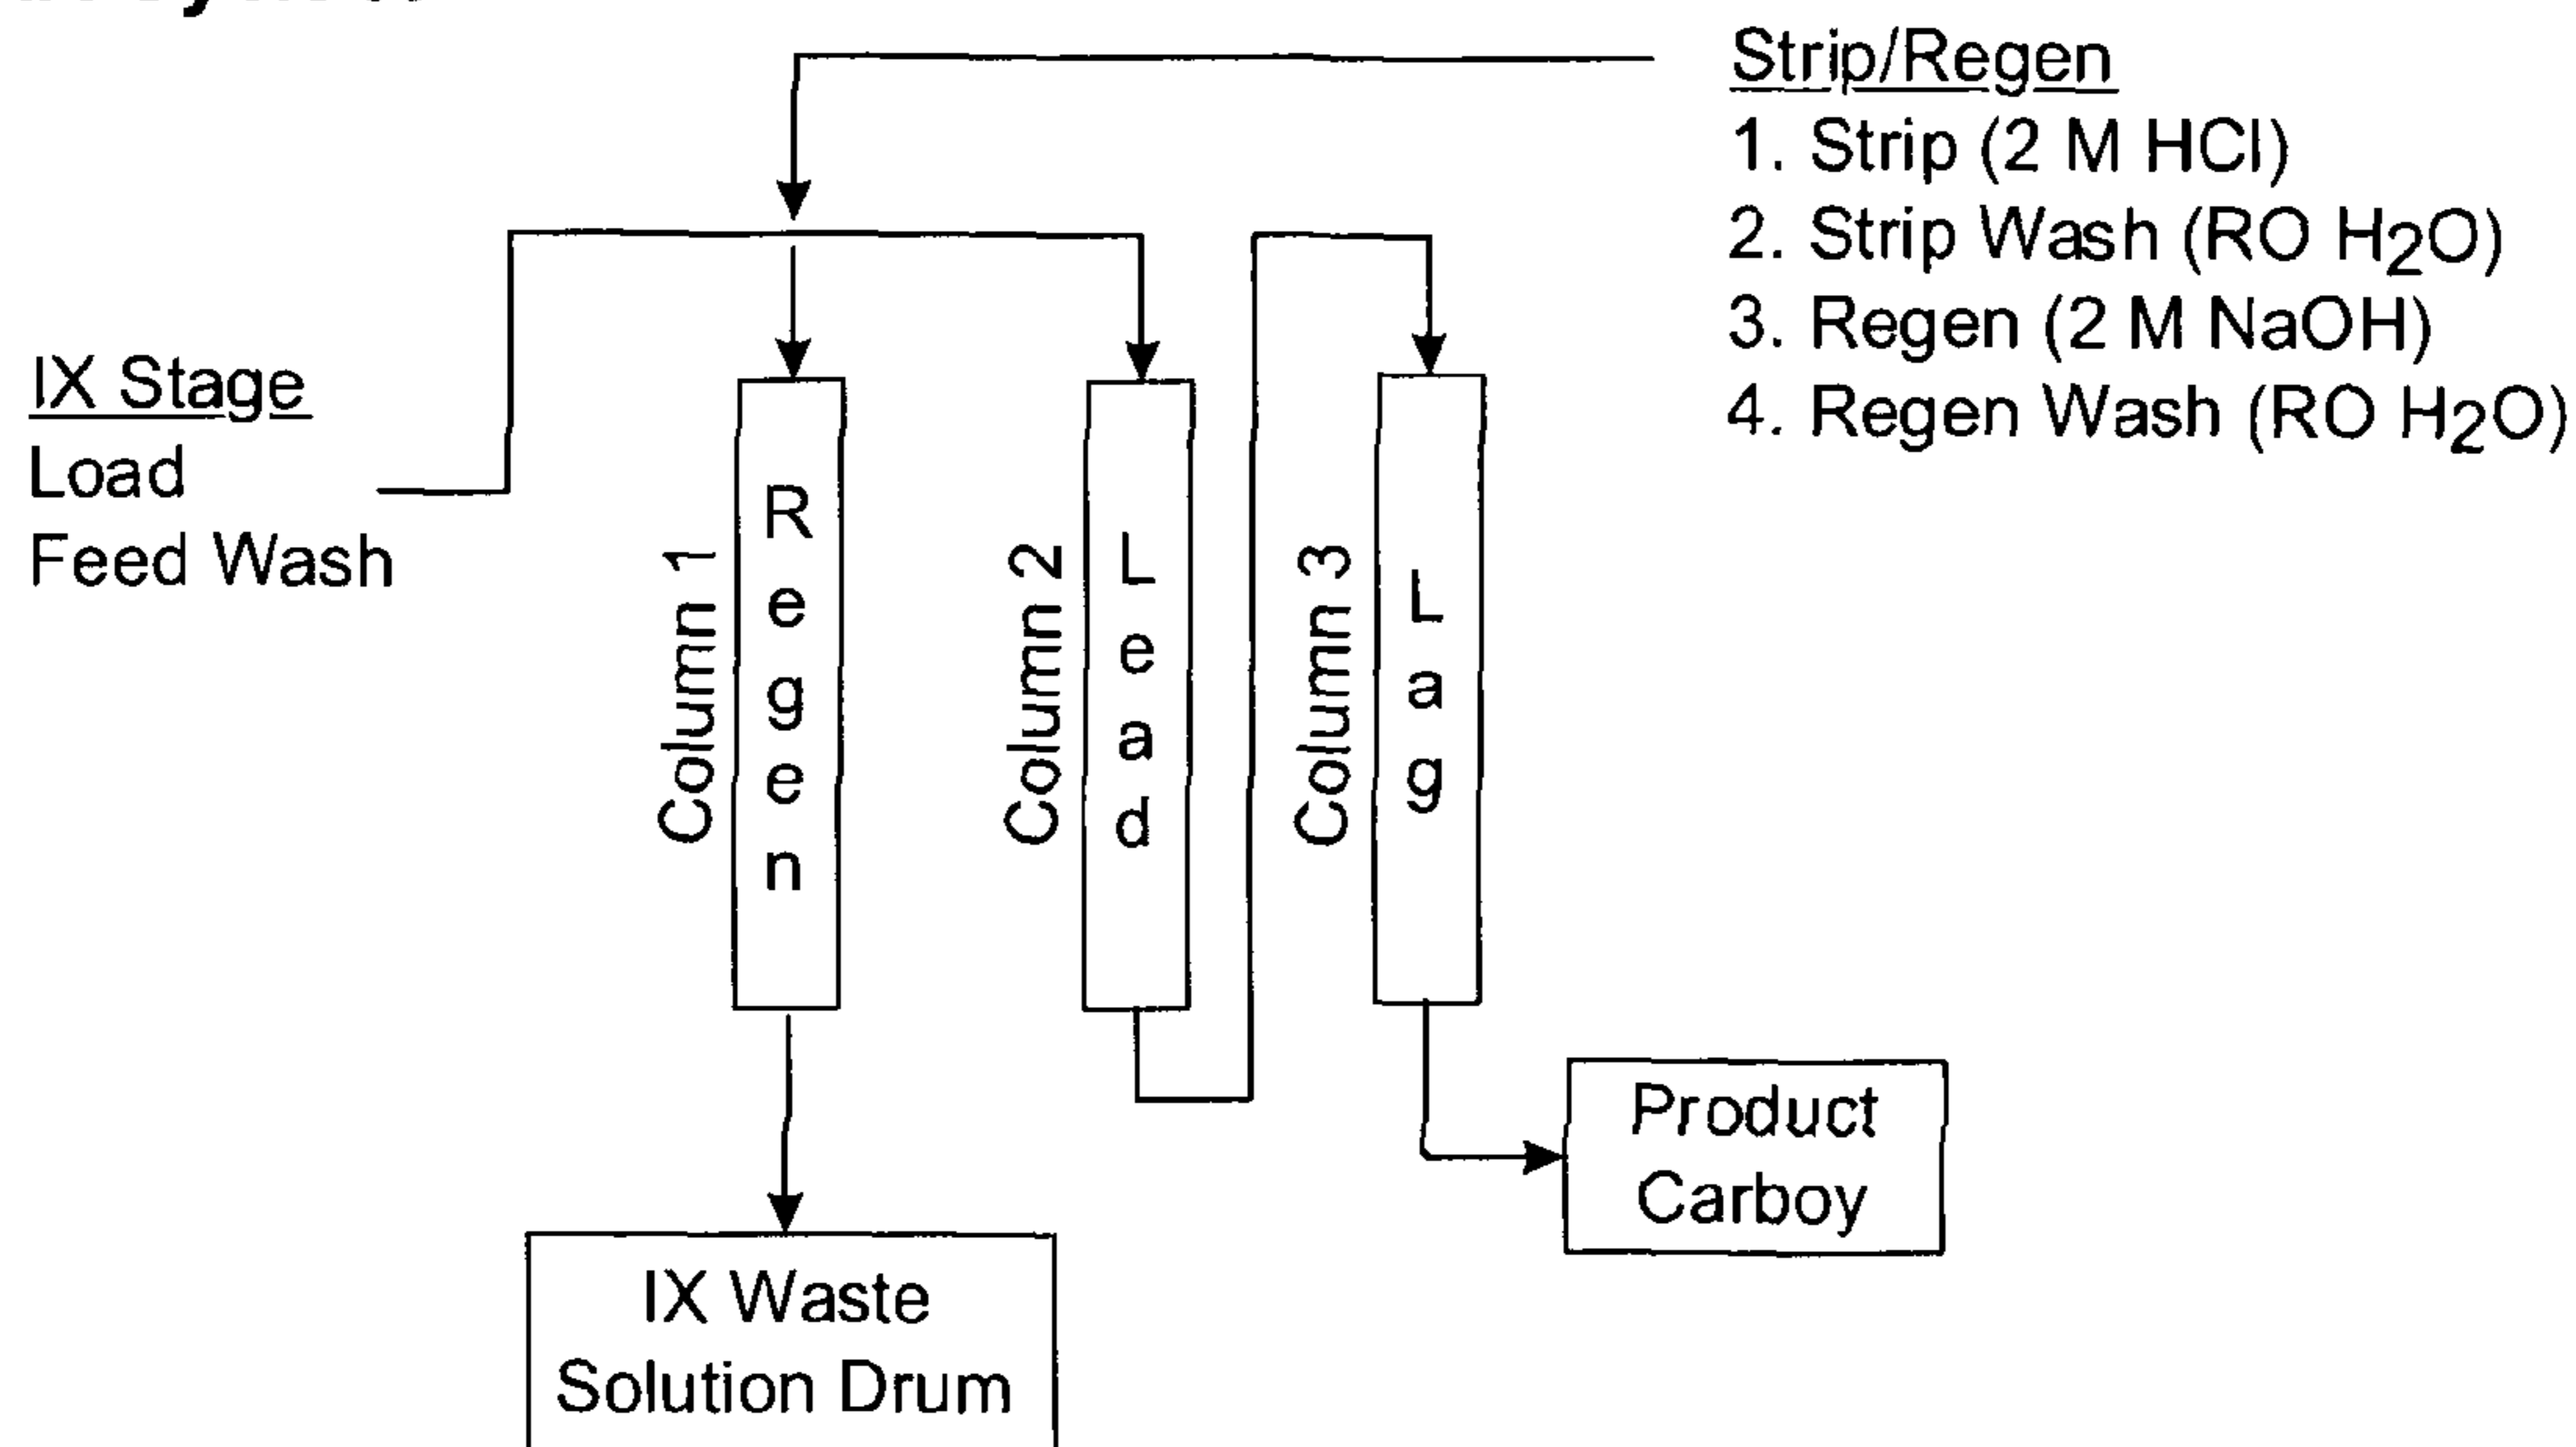 Strip/Regen
1. Strip (2 M HCl)
2. Strip Wash (RO H2O)
3. Regen (2 M NaOH)
4. Regen Wash (RO H2O)
IX Stage
Load
Feed Wash
Column 1
Regen
Column 2
Lead
Column 3
Lag
Product
Carboy
IX Waste
Solution Drum